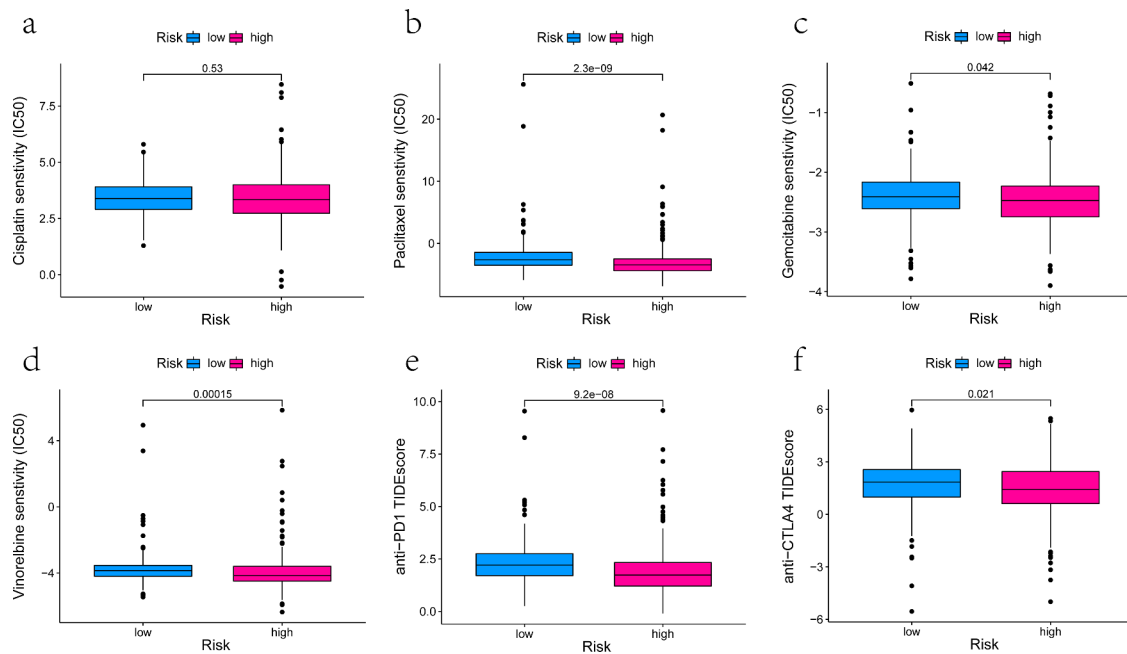 a
Risk low high
0.53
Cisplatin senstivity (IC50)
7.5
5.0
2.5
0.0
low high
Risk
b
Risk low high
2.3e-09
Paclitaxel senstivity (IC50)
20
10
0
low high
Risk
c
Risk low high
0.042
Gemcitabine senstivity (IC50)
−1
−2
−3
−4
low high
Risk
d
Risk low high
0.00015
Vinorelbine senstivity (IC50)
4
0
−4
low high
Risk
e
Risk low high
9.2e-08
anti-PD1 TIDEscore
10.0
7.5
5.0
2.5
0.0
low high
Risk
f
Risk low high
0.021
anti-CTLA4 TIDEscore
6
3
0
−3
−6
low high
Risk